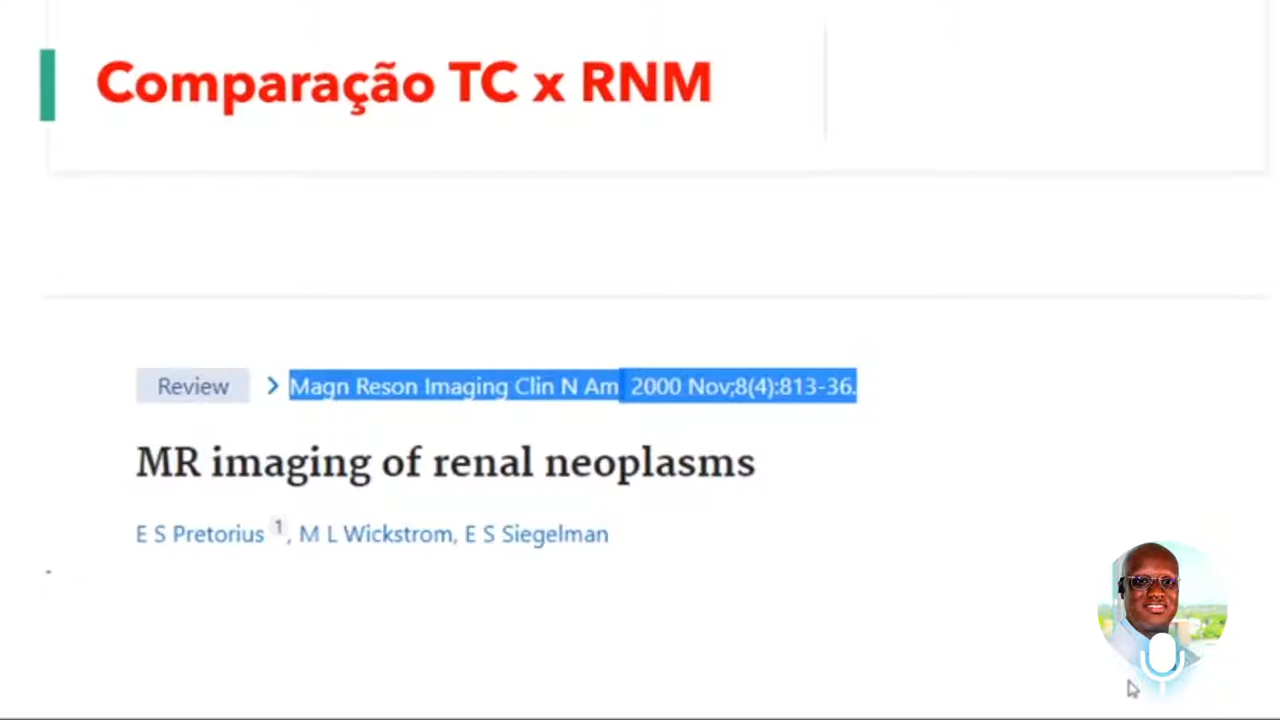 Comparação TC x RNM
Review > Magn Reson Imaging Clin N Am 2000 Nov;8(4):813-36.
MR imaging of renal neoplasms
E S Pretorius 1, M L Wickstrom, E S Siegelman